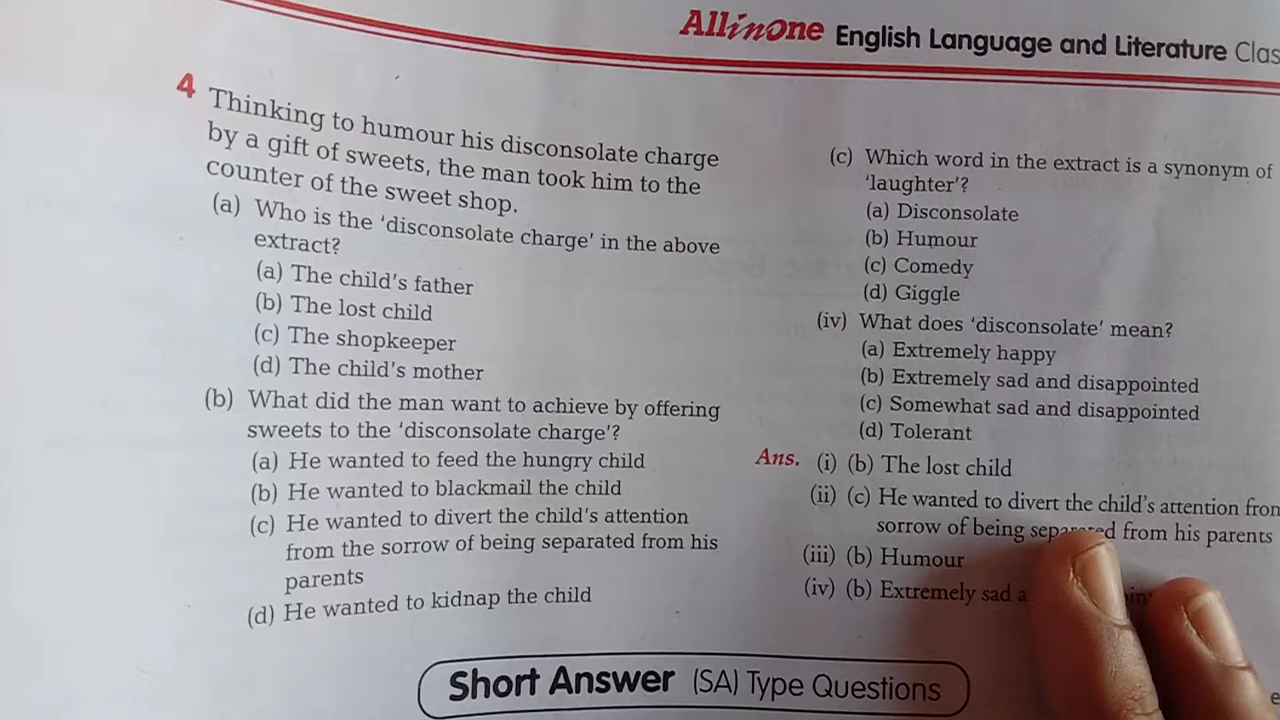 Allinone English Language and Literature Clas
4 Thinking to humour his disconsolate charge
by a gift of sweets, the man took him to the
counter of the sweet shop.
(a) Who is the ‘disconsolate charge’ in the above
extract?
(a) The child’s father
(b) The lost child
(c) The shopkeeper
(d) The child’s mother
(b) What did the man want to achieve by offering
sweets to the ‘disconsolate charge’?
(a) He wanted to feed the hungry child
(b) He wanted to blackmail the child
(c) He wanted to divert the child’s attention
from the sorrow of being separated from his
parents
(d) He wanted to kidnap the child
(c) Which word in the extract is a synonym of
‘laughter’?
(a) Disconsolate
(b) Humour
(c) Comedy
(d) Giggle
(iv) What does ‘disconsolate’ mean?
(a) Extremely happy
(b) Extremely sad and disappointed
(c) Somewhat sad and disappointed
(d) Tolerant
Ans. (i) (b) The lost child
(ii) (c) He wanted to divert the child’s attention from
sorrow of being separated from his parents
(iii) (b) Humour
(iv) (b) Extremely sad
Short Answer (SA) Type Questions